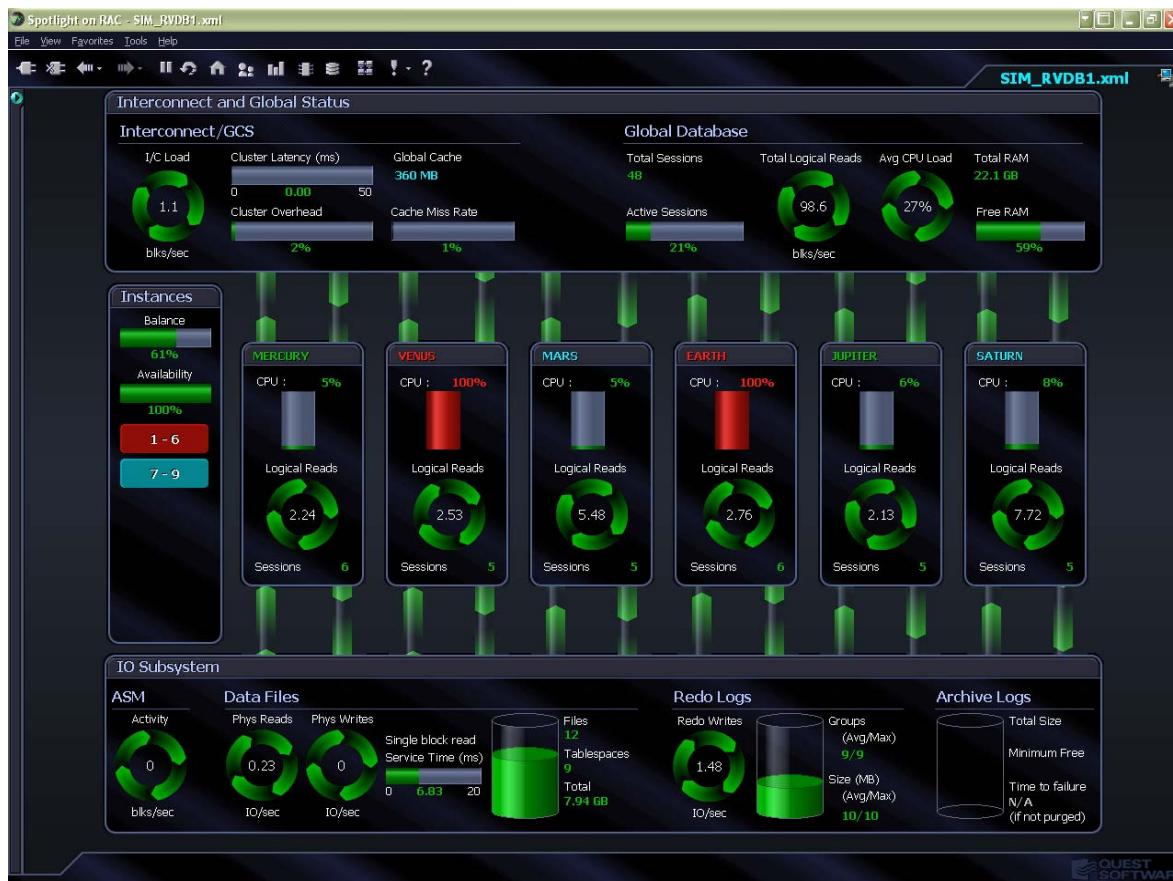 Spotlight on RAC - SIM_RVDB1.xml
File View Favorites Tools Help
SIM_RVDB1.xml
Interconnect and Global Status
Interconnect/GCS
I/C Load
1.1
blks/sec
Cluster Latency (ms)
0 0.00 50
Cluster Overhead
2%
Global Cache
360 MB
Cache Miss Rate
1%
Global Database
Total Sessions
48
Active Sessions
21%
Total Logical Reads
98.6
blks/sec
Avg CPU Load
27%
Total RAM
22.1 GB
Free RAM
59%
Instances
Balance
61%
Availability
100%
1 - 6
7 - 9
MERCURY
CPU : 5%
Logical Reads
2.24
Sessions 6
VENUS
CPU : 100%
Logical Reads
2.53
Sessions 5
MARS
CPU : 5%
Logical Reads
5.48
Sessions 5
EARTH
CPU : 100%
Logical Reads
2.76
Sessions 6
JUPITER
CPU : 6%
Logical Reads
2.13
Sessions 5
SATURN
CPU : 8%
Logical Reads
7.72
Sessions 5
IO Subsystem
ASM
Activity
0
blks/sec
Data Files
Phys Reads
0.23
IO/sec
Phys Writes
0
IO/sec
Single block read
Service Time (ms)
0 6.83 20
Files
12
Tablespaces
9
Total
7.94 GB
Redo Logs
Redo Writes
1.48
IO/sec
Groups
(Avg/Max)
9/9
Size (MB)
(Avg/Max)
10/10
Archive Logs
Total Size
Minimum Free
Time to failure
N/A
(if not purged)
QUEST
SOFTWAR